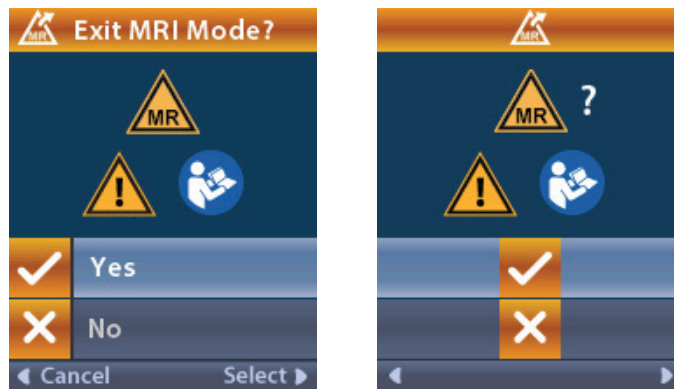 MR Exit MRI Mode?
MR
!
Yes
No
Cancel Select
MR
MR ?
!